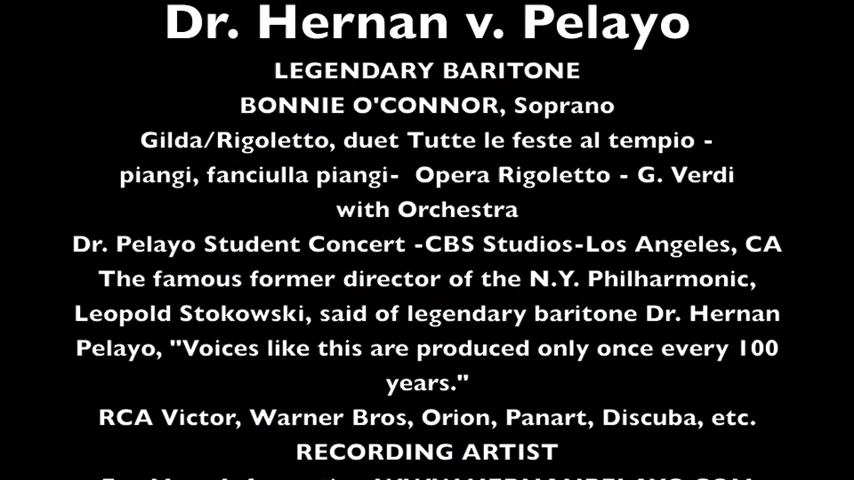 Dr. Hernan v. Pelayo
LEGENDARY BARITONE
BONNIE O'CONNOR, Soprano
Gilda/Rigoletto, duet Tutte le feste al tempio -
piangi, fanciulla piangi-  Opera Rigoletto - G. Verdi
with Orchestra
Dr. Pelayo Student Concert -CBS Studios-Los Angeles, CA
The famous former director of the N.Y. Philharmonic,
Leopold Stokowski, said of legendary baritone Dr. Hernan
Pelayo, "Voices like this are produced only once every 100
years."
RCA Victor, Warner Bros, Orion, Panart, Discuba, etc.
RECORDING ARTIST